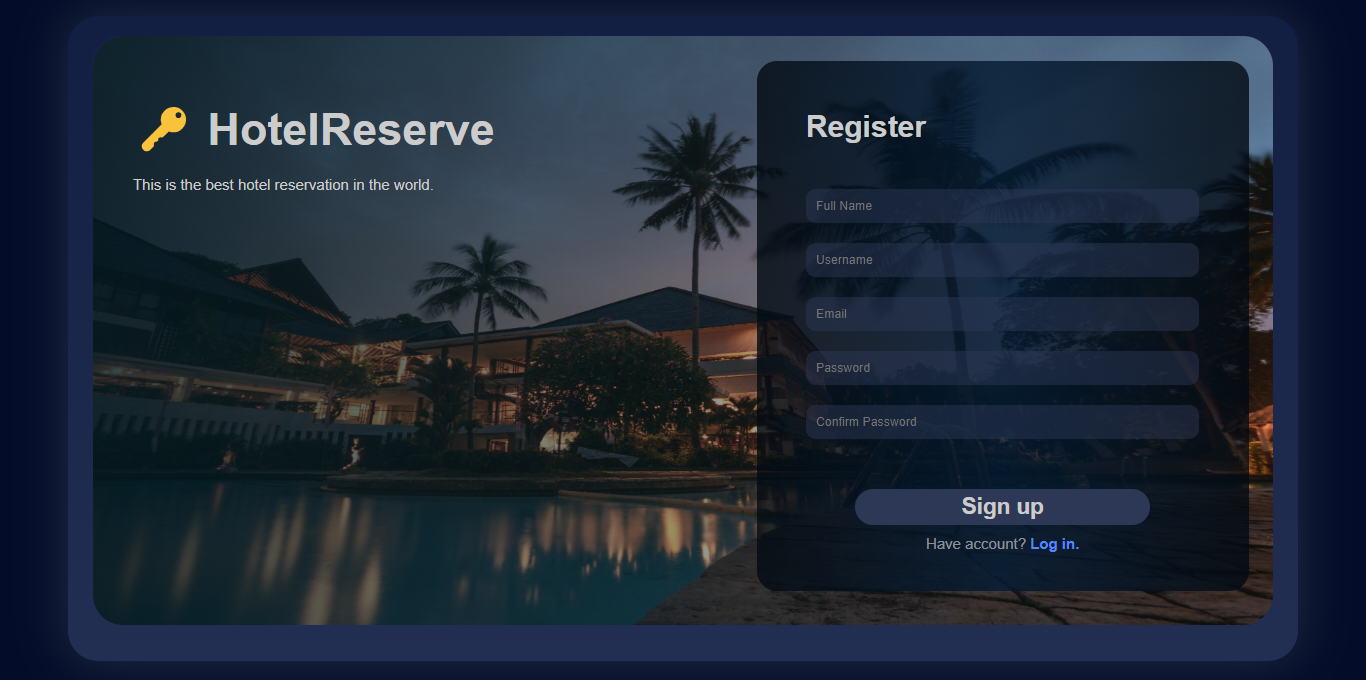 HotelReserve
This is the best hotel reservation in the world.
Register
Full Name
Username
Email
Password
Confirm Password
Sign up
Have account? Log in.